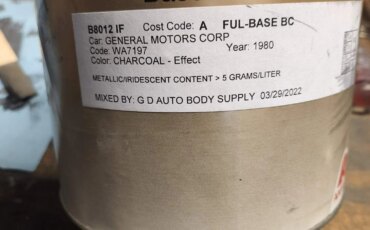 B8012 IF Cost Code: A FUL-BASE BC
Car: GENERAL MOTORS CORP
Code: WA7197 Year: 1980
Color: CHARCOAL - Effect
METALLIC/IRIDESCENT CONTENT > 5 GRAMS/LITER
MIXED BY: G D AUTO BODY SUPPLY 03/29/2022